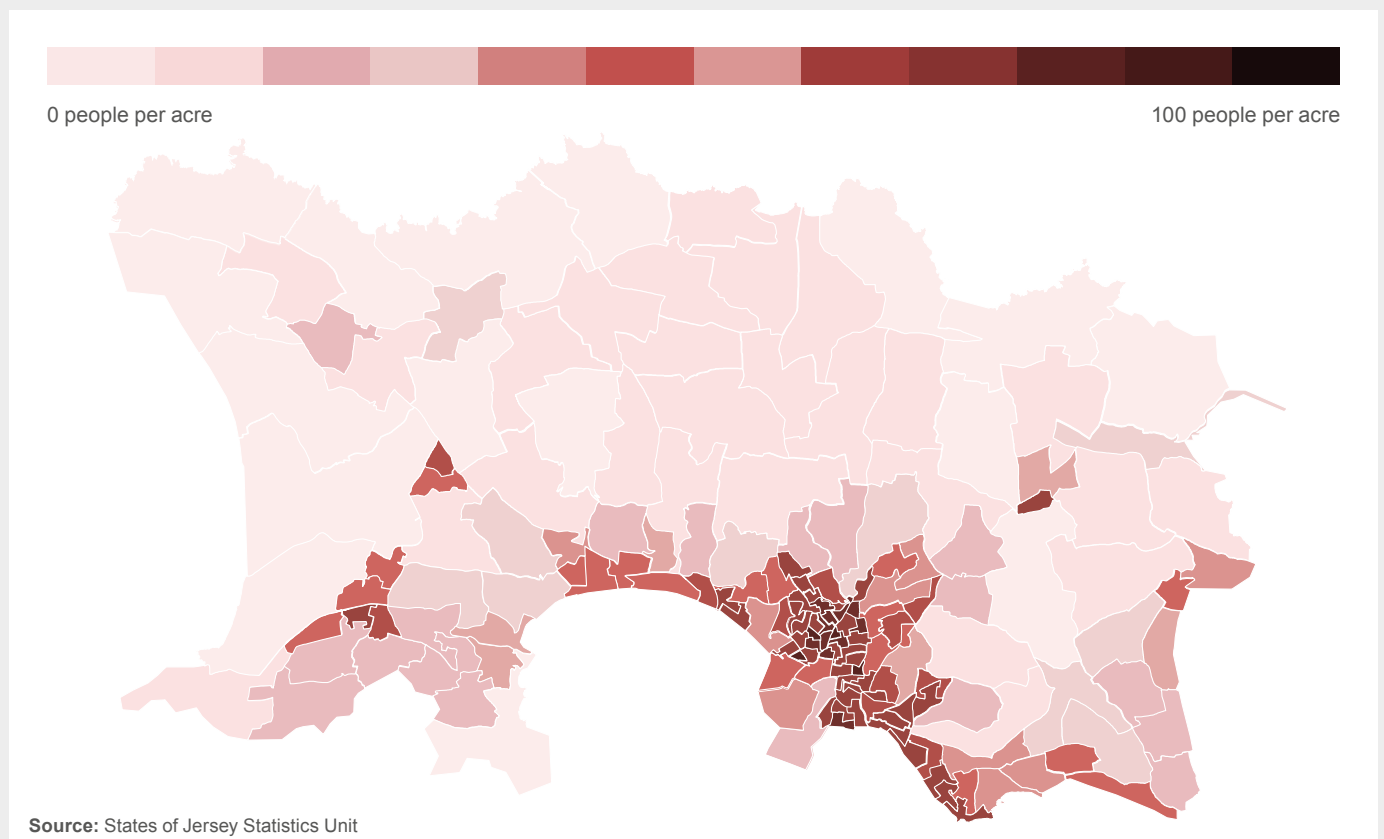 0 people per acre
100 people per acre
Source: States of Jersey Statistics Unit